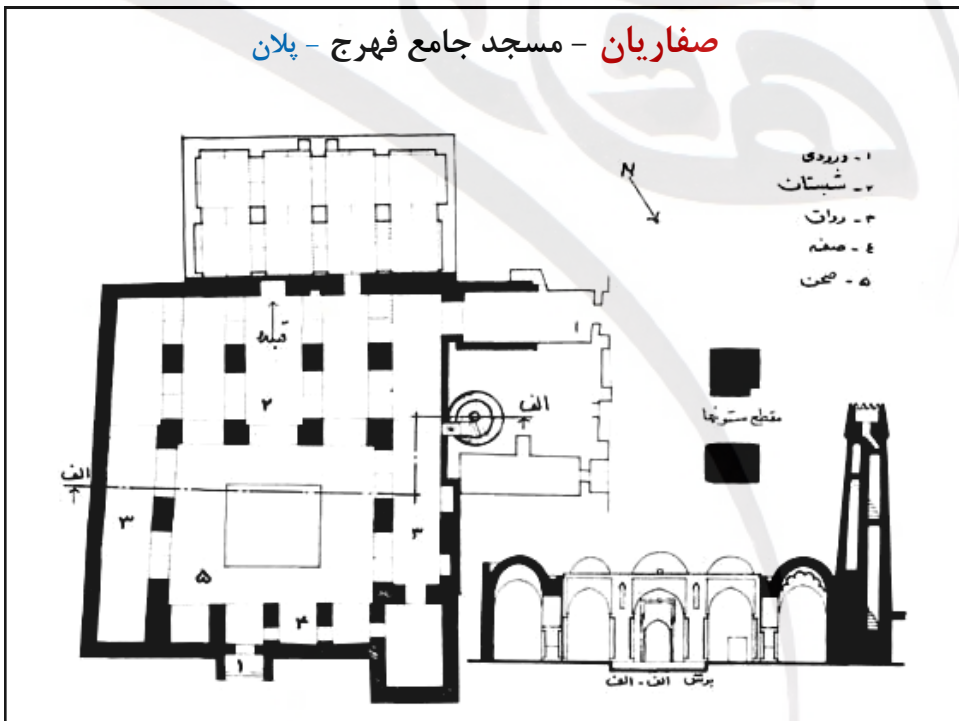 صفاریان - مسجد جامع فهرج - پلان
N
۱ - ورودی
۲ - شبستان
۳ - رواق
۴ - صفه
۵ - صحن
قبله
۱
۲
الف
الف
مقطع ستونها
۳
۳
۵
۴
۱
برش الف - الف